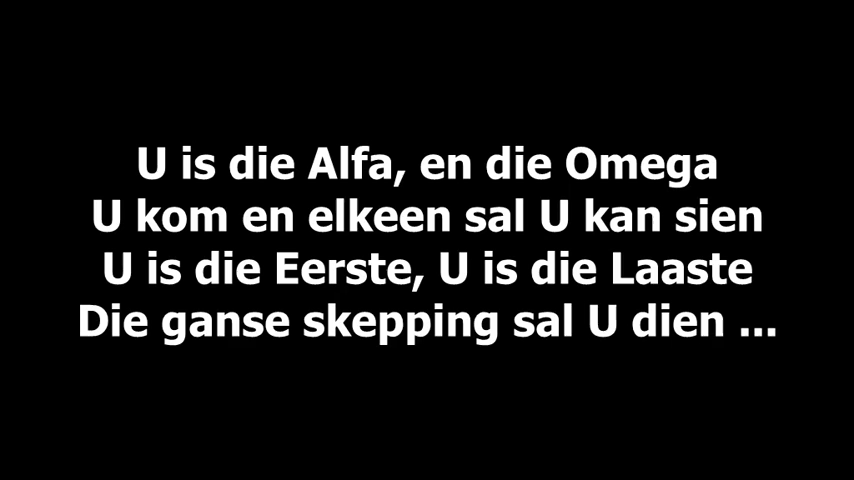 U is die Alfa, en die Omega
U kom en elkeen sal U kan sien
U is die Eerste, U is die Laaste
Die ganse skepping sal U dien ...